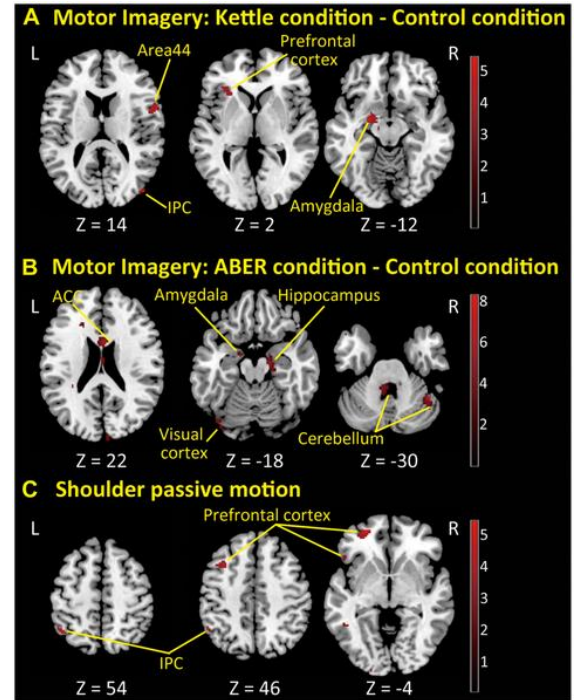 A Motor Imagery: Kettle condition - Control condition
L Area44 Prefrontal cortex R
5
4
3
2
1
IPC Amygdala
Z = 14 Z = 2 Z = -12
B Motor Imagery: ABER condition - Control condition
L ACC Amygdala Hippocampus R
8
6
4
2
Visual cortex Cerebellum
Z = 22 Z = -18 Z = -30
C Shoulder passive motion
L Prefrontal cortex R
5
4
3
2
1
IPC
Z = 54 Z = 46 Z = -4